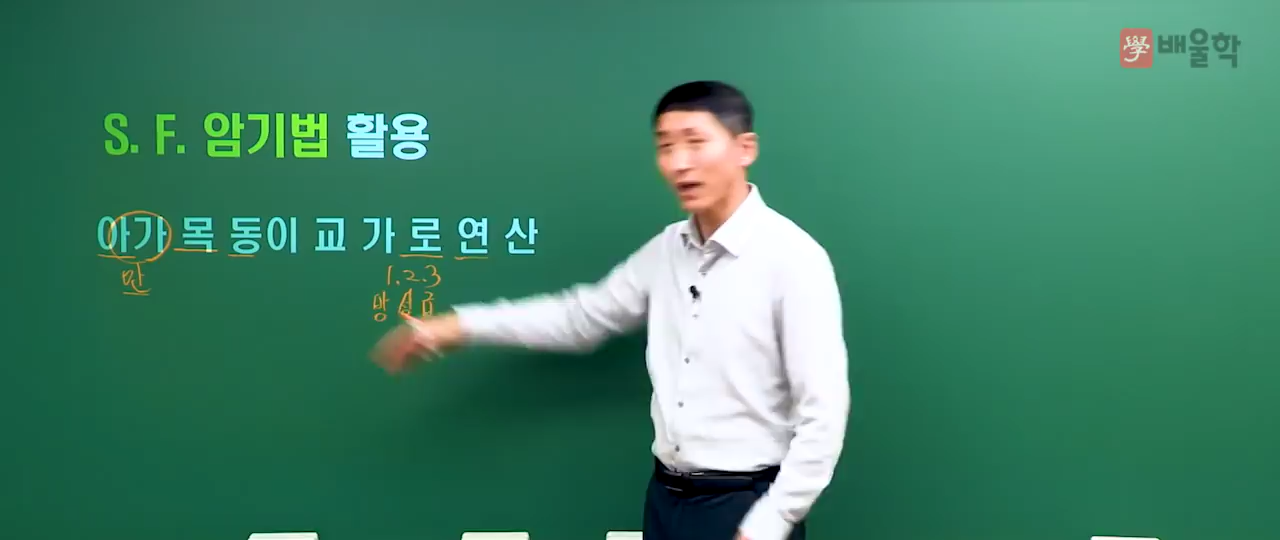 學 배울학
S. F. 암기법 활용
아가 목 동이 교 가 로 연 산
만 1.2.3
방